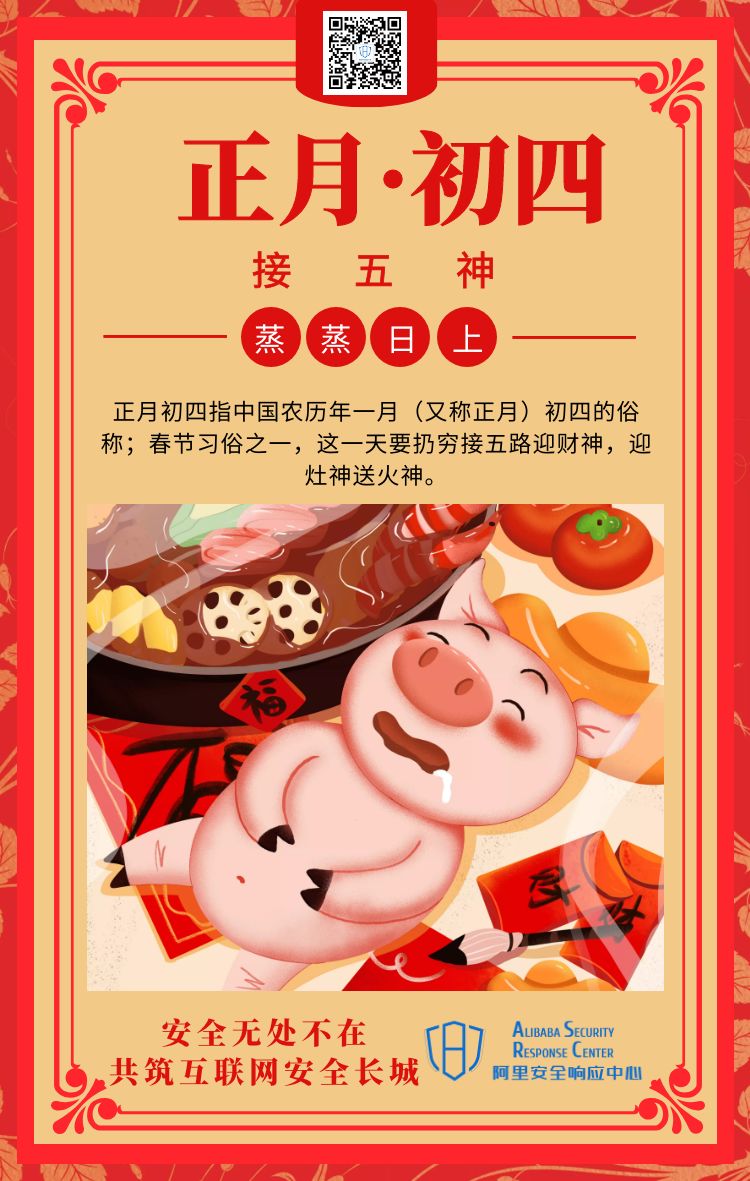 正月·初四
接五神
蒸蒸日上
正月初四指中国农历年一月（又称正月）初四的俗
称；春节习俗之一，这一天要扔穷接五路迎财神，迎
灶神送火神。
福
财
安全无处不在
共筑互联网安全长城
ALIBABA SECURITY
RESPONSE CENTER
阿里安全响应中心